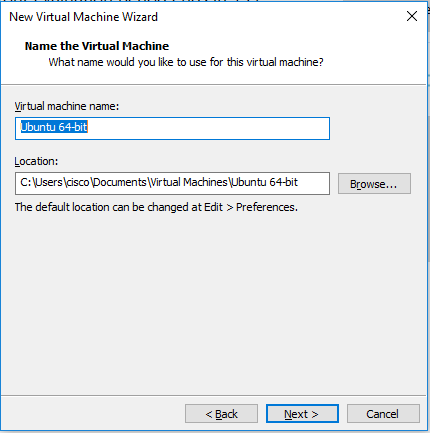 New Virtual Machine Wizard
Name the Virtual Machine
What name would you like to use for this virtual machine?
Virtual machine name:
Ubuntu 64-bit
Location:
C:\Users\cisco\Documents\Virtual Machines\Ubuntu 64-bit
Browse...
The default location can be changed at Edit > Preferences.
< Back
Next >
Cancel